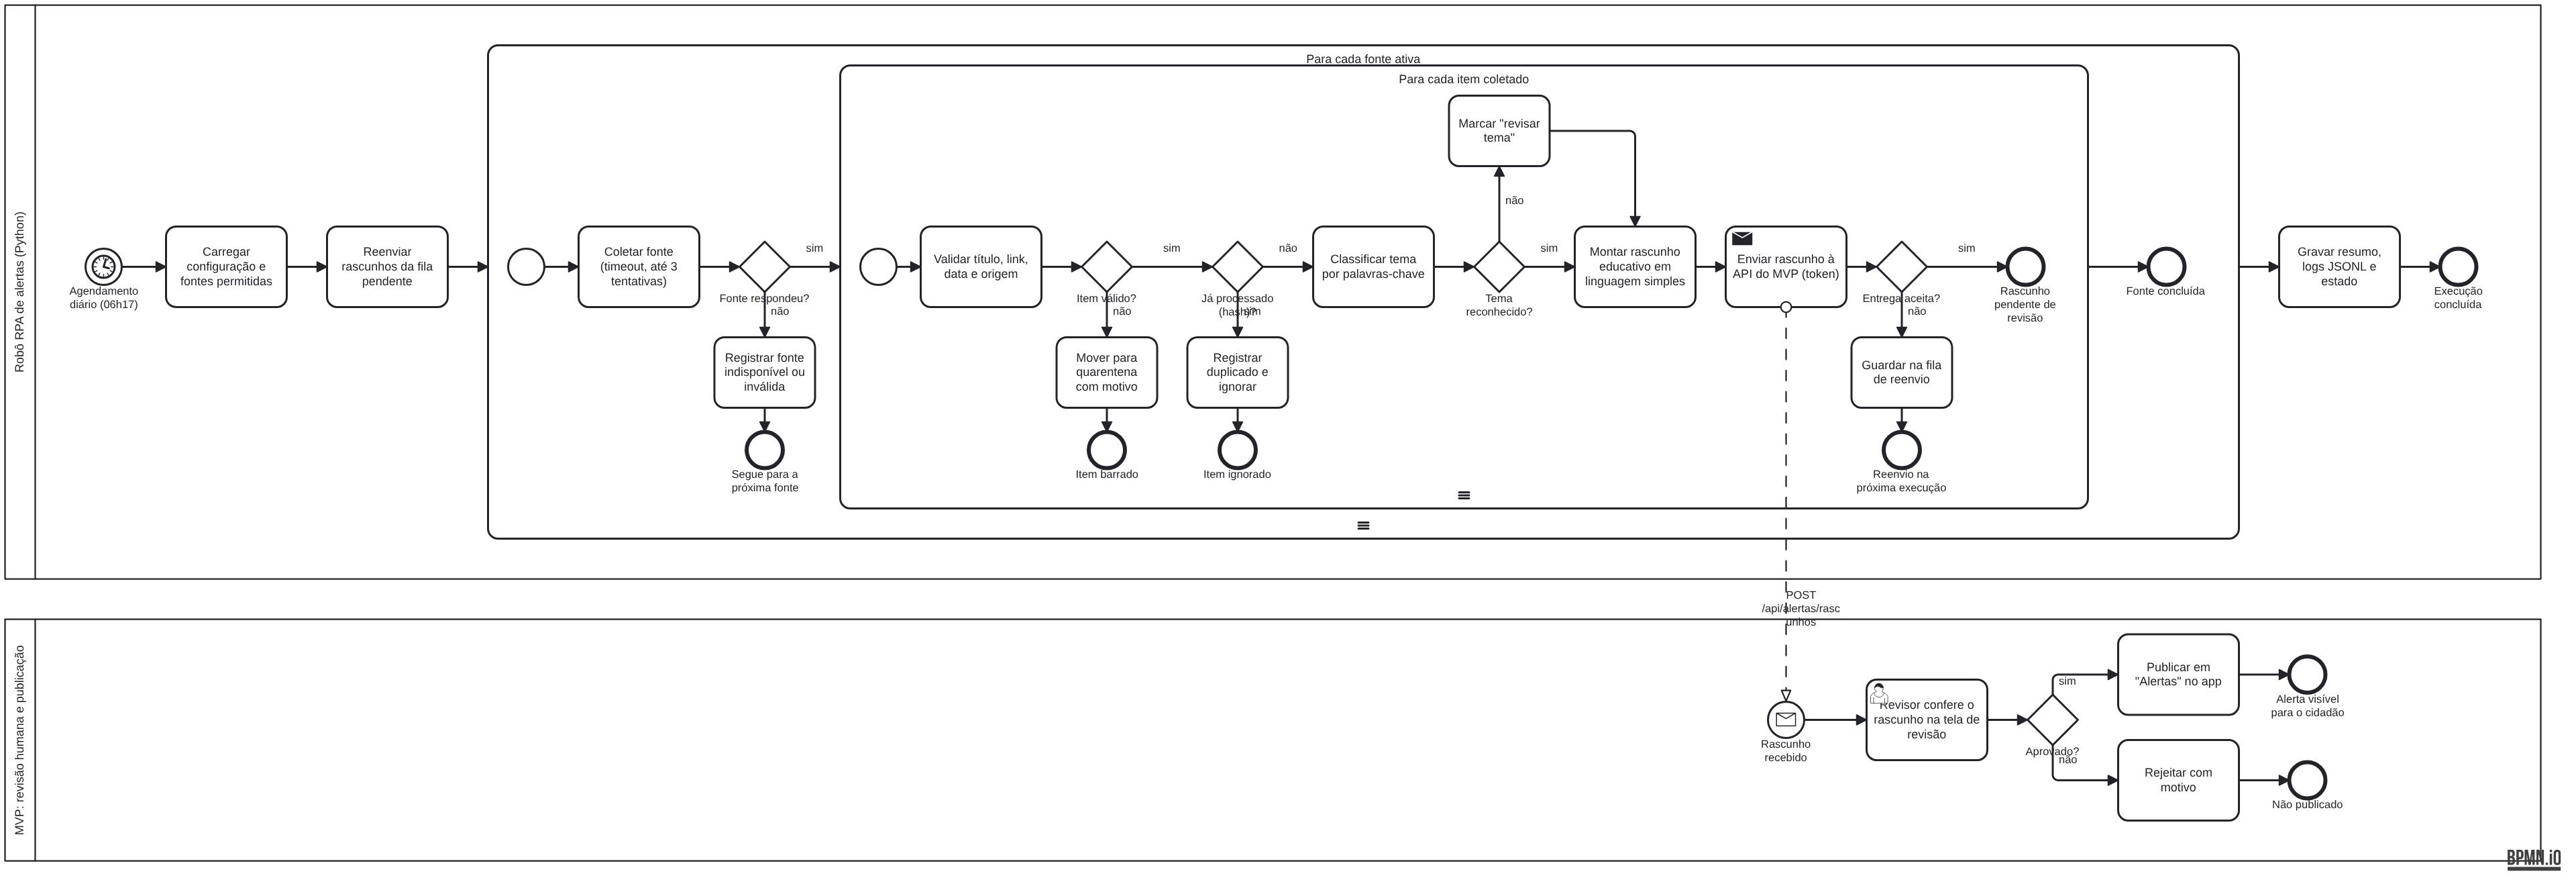 Robô RPA de alertas (Python)
Agendamento
diário (06h17)
Carregar
configuração e
fontes permitidas
Reenviar
rascunhos da fila
pendente
Para cada fonte ativa
Coletar fonte
(timeout, até 3
tentativas)
Fonte respondeu?
sim
não
Registrar fonte
indisponível ou
inválida
Segue para a
próxima fonte
Para cada item coletado
Validar título, link,
data e origem
Item válido?
sim
não
Mover para
quarentena
com motivo
Item barrado
Já processado
(hash)?
não
sim
Registrar
duplicado e
ignorar
Item ignorado
Classificar tema
por palavras-chave
Tema
reconhecido?
não
sim
Marcar "revisar
tema"
Montar rascunho
educativo em
linguagem simples
Enviar rascunho à
API do MVP (token)
Entrega aceita?
sim
não
Guardar na fila
de reenvio
Reenvio na
próxima execução
Rascunho
pendente de
revisão
Fonte concluída
Gravar resumo,
logs JSONL e
estado
Execução
concluída
POST
/api/alertas/rasc
unhos
MVP: revisão humana e publicação
Rascunho
recebido
Revisor confere o
rascunho na tela de
revisão
Aprovado?
sim
não
Publicar em
"Alertas" no app
Alerta visível
para o cidadão
Rejeitar com
motivo
Não publicado
BPMN.iO